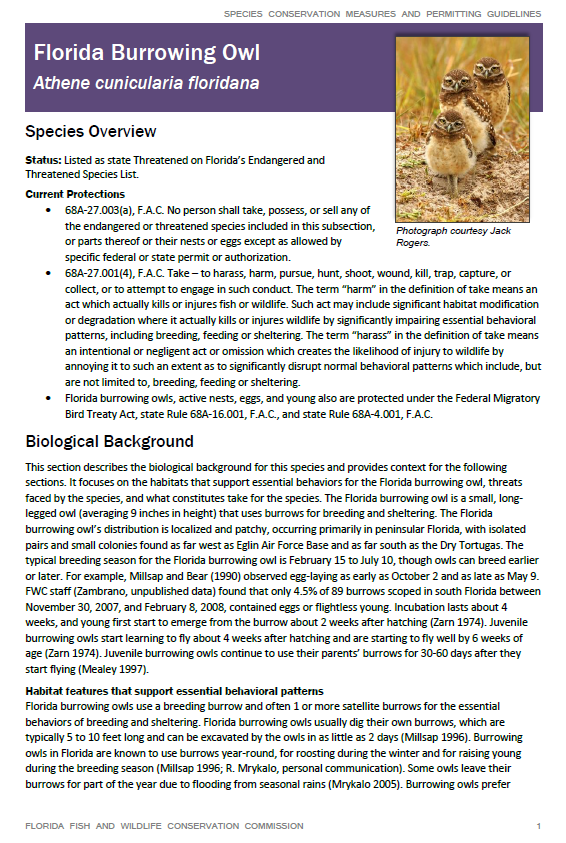 SPECIES CONSERVATION MEASURES AND PERMITTING GUIDELINES
Florida Burrowing Owl
Athene cunicularia floridana
Species Overview
Status: Listed as state Threatened on Florida's Endangered and
Threatened Species List.
Current Protections
• 68A-27.003(a), F.A.C. No person shall take, possess, or sell any of
the endangered or threatened species included in this subsection,
or parts thereof or their nests or eggs except as allowed by
specific federal or state permit or authorization.
Photograph courtesy Jack
Rogers.
• 68A-27.001(4), F.A.C. Take – to harass, harm, pursue, hunt, shoot, wound, kill, trap, capture, or
collect, or to attempt to engage in such conduct. The term "harm" in the definition of take means an
act which actually kills or injures fish or wildlife. Such act may include significant habitat modification
or degradation where it actually kills or injures wildlife by significantly impairing essential behavioral
patterns, including breeding, feeding or sheltering. The term "harass" in the definition of take means
an intentional or negligent act or omission which creates the likelihood of injury to wildlife by
annoying it to such an extent as to significantly disrupt normal behavioral patterns which include, but
are not limited to, breeding, feeding or sheltering.
• Florida burrowing owls, active nests, eggs, and young also are protected under the Federal Migratory
Bird Treaty Act, state Rule 68A-16.001, F.A.C., and state Rule 68A-4.001, F.A.C.
Biological Background
This section describes the biological background for this species and provides context for the following
sections. It focuses on the habitats that support essential behaviors for the Florida burrowing owl, threats
faced by the species, and what constitutes take for the species. The Florida burrowing owl is a small, long-
legged owl (averaging 9 inches in height) that uses burrows for breeding and sheltering. The Florida
burrowing owl's distribution is localized and patchy, occurring primarily in peninsular Florida, with isolated
pairs and small colonies found as far west as Eglin Air Force Base and as far south as the Dry Tortugas. The
typical breeding season for the Florida burrowing owl is February 15 to July 10, though owls can breed earlier
or later. For example, Millsap and Bear (1990) observed egg-laying as early as October 2 and as late as May 9.
FWC staff (Zambrano, unpublished data) found that only 4.5% of 89 burrows scoped in south Florida between
November 30, 2007, and February 8, 2008, contained eggs or flightless young. Incubation lasts about 4
weeks, and young first start to emerge from the burrow about 2 weeks after hatching (Zarn 1974). Juvenile
burrowing owls start learning to fly about 4 weeks after hatching and are starting to fly well by 6 weeks of
age (Zarn 1974). Juvenile burrowing owls continue to use their parents' burrows for 30-60 days after they
start flying (Mealey 1997).
Habitat features that support essential behavioral patterns
Florida burrowing owls use a breeding burrow and often 1 or more satellite burrows for the essential
behaviors of breeding and sheltering. Florida burrowing owls usually dig their own burrows, which are
typically 5 to 10 feet long and can be excavated by the owls in as little as 2 days (Millsap 1996). Burrowing
owls in Florida are known to use burrows year-round, for roosting during the winter and for raising young
during the breeding season (Millsap 1996; R. Mrykalo, personal communication). Some owls leave their
burrows for part of the year due to flooding from seasonal rains (Mrykalo 2005). Burrowing owls prefer
FLORIDA FISH AND WILDLIFE CONSERVATION COMMISSION 1